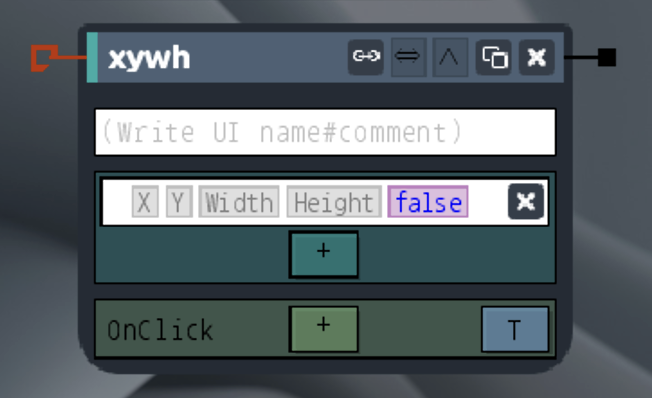 xywh
(Write UI name#comment)
X Y Width Height false
+
OnClick + T